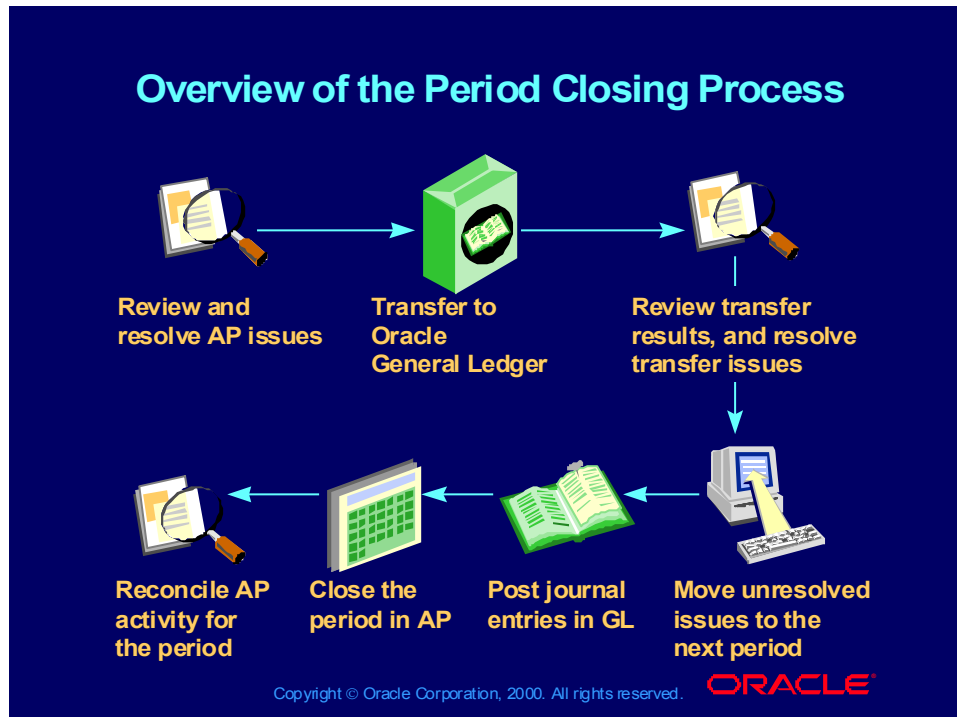 Overview of the Period Closing Process
Review and
resolve AP issues
Transfer to
Oracle
General Ledger
Review transfer
results, and resolve
transfer issues
Reconcile AP
activity for
the period
Close the
period in AP
Post journal
entries in GL
Move unresolved
issues to the
next period
Copyright © Oracle Corporation, 2000. All rights reserved.
ORACLE®